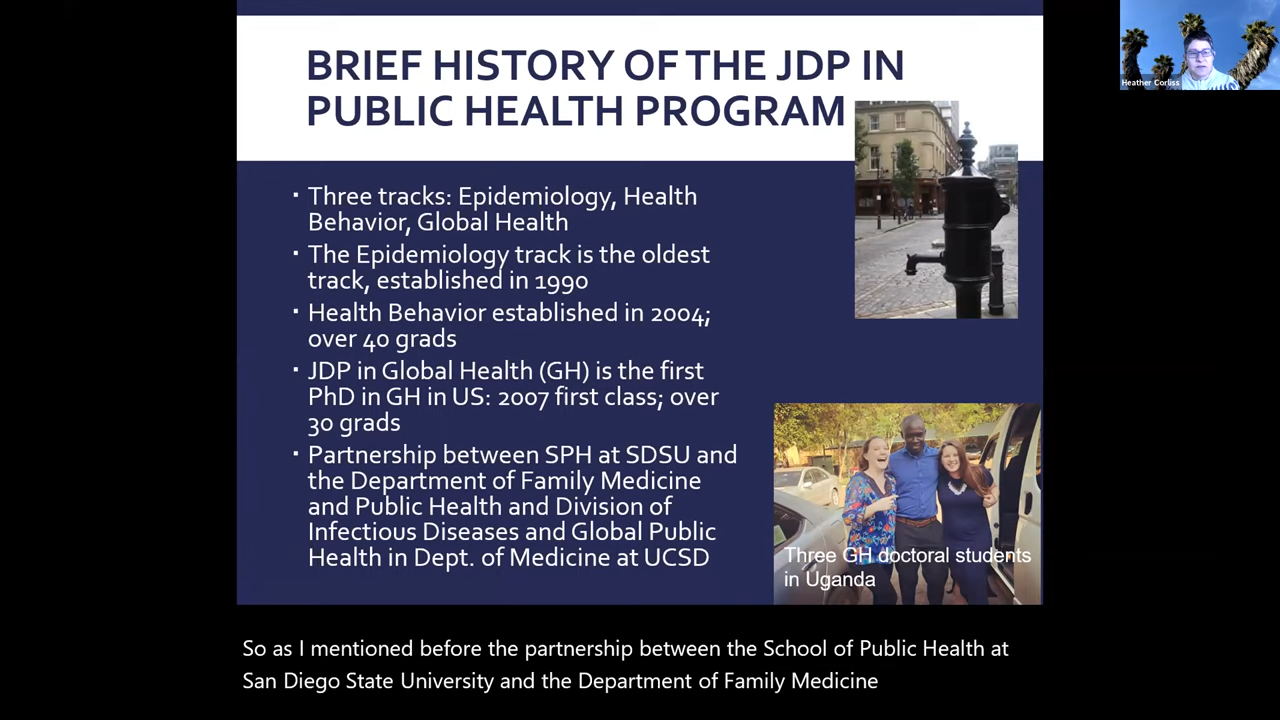 BRIEF HISTORY OF THE JDP IN
PUBLIC HEALTH PROGRAM
Heather Corliss
▪ Three tracks: Epidemiology, Health
Behavior, Global Health
▪ The Epidemiology track is the oldest
track, established in 1990
▪ Health Behavior established in 2004;
over 40 grads
▪ JDP in Global Health (GH) is the first
PhD in GH in US: 2007 first class; over
30 grads
▪ Partnership between SPH at SDSU and
the Department of Family Medicine
and Public Health and Division of
Infectious Diseases and Global Public
Health in Dept. of Medicine at UCSD
Three GH doctoral students
in Uganda
So as I mentioned before the partnership between the School of Public Health at
San Diego State University and the Department of Family Medicine